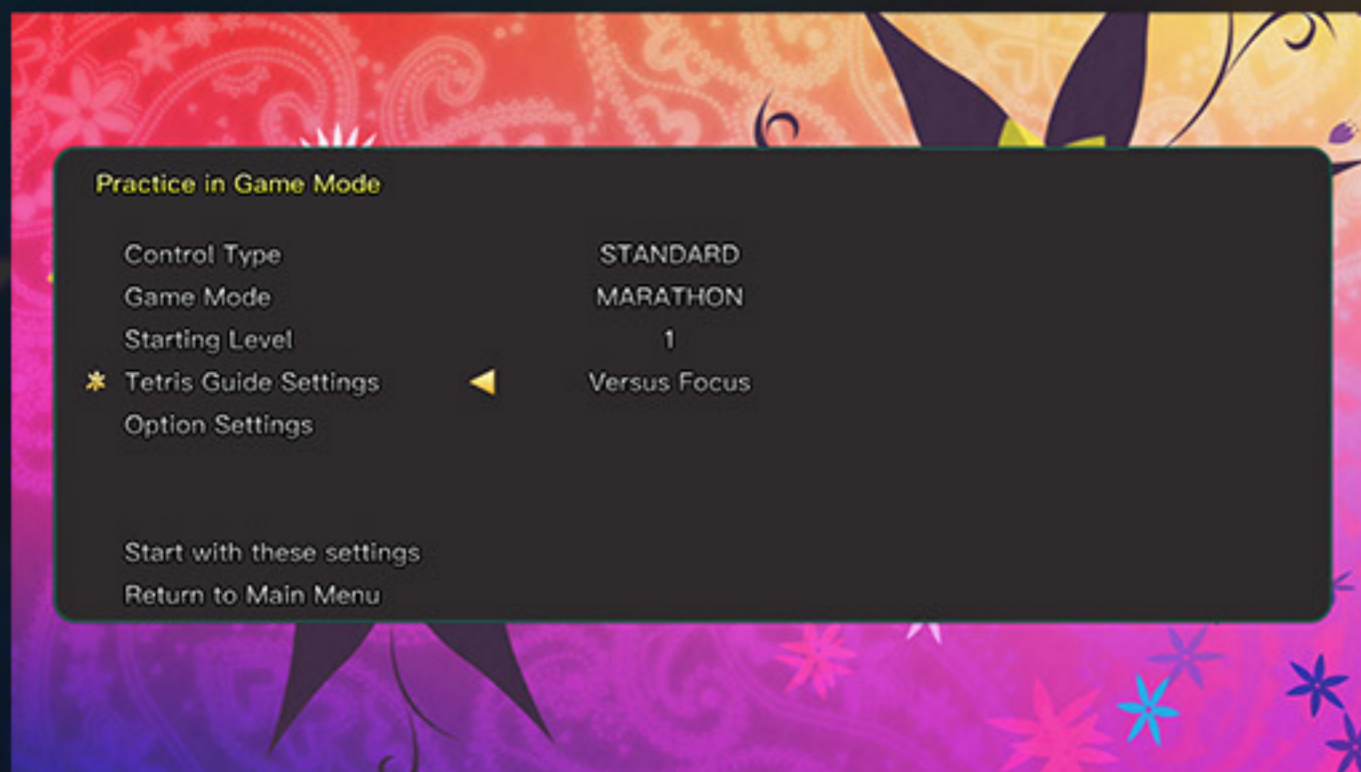 Practice in Game Mode
Control Type STANDARD
Game Mode MARATHON
Starting Level 1
Tetris Guide Settings Versus Focus
Option Settings
Start with these settings
Return to Main Menu